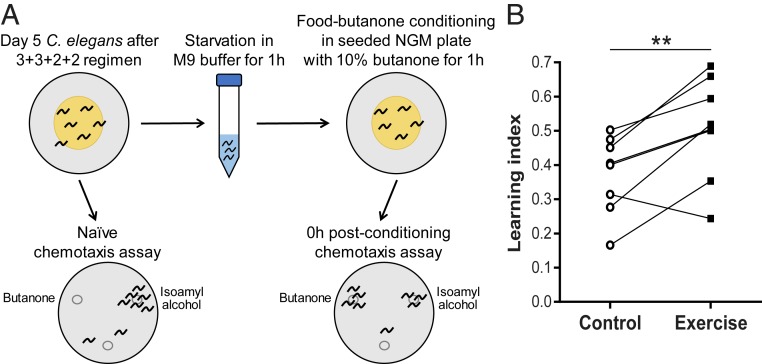 A
Day 5 C. elegans after
3+3+2+2 regimen
Starvation in
M9 buffer for 1h
Food-butanone conditioning
in seeded NGM plate
with 10% butanone for 1h
Naïve
chemotaxis assay
Butanone
Isoamyl
alcohol
0h post-conditioning
chemotaxis assay
Butanone
Isoamyl
alcohol
B
**
Learning index
0.7
0.6
0.5
0.4
0.3
0.2
0.1
0.0
Control
Exercise